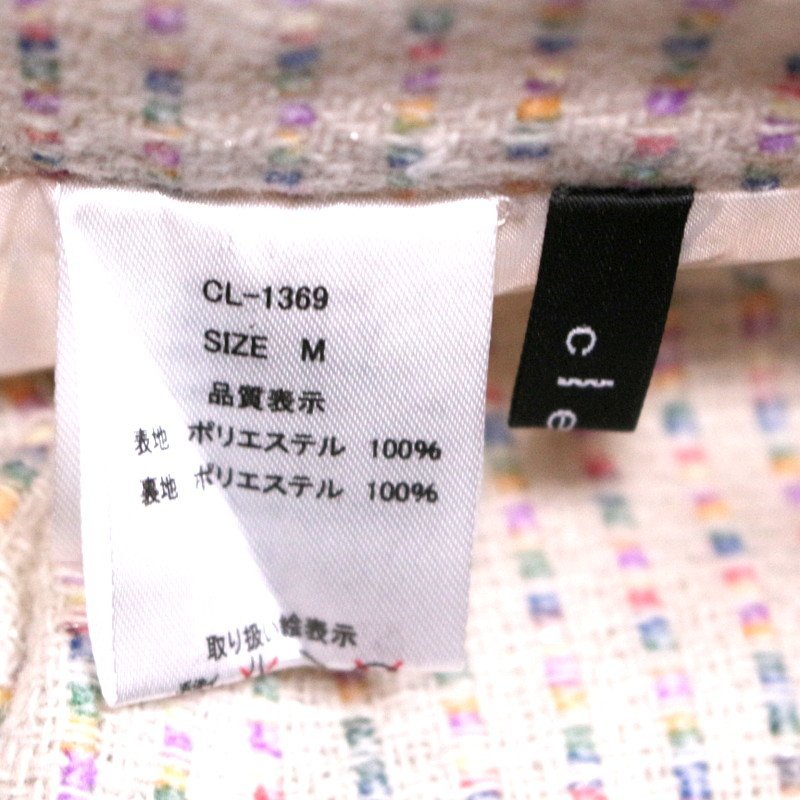 CL-1369
SIZE M
品質表示
表地 ポリエステル 100%
裏地 ポリエステル 100%
取り扱い絵表示
cle